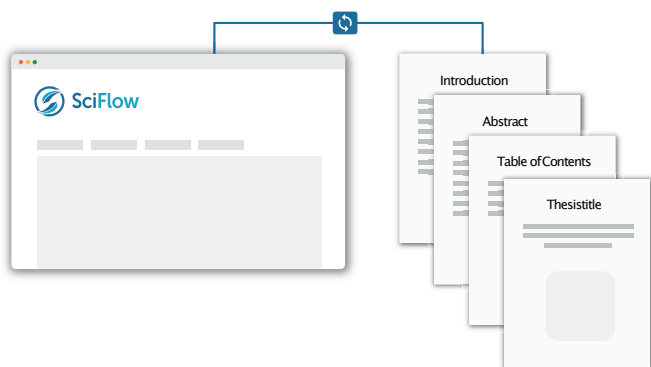 SciFlow
Introduction
Abstract
Table of Contents
Thesistitle